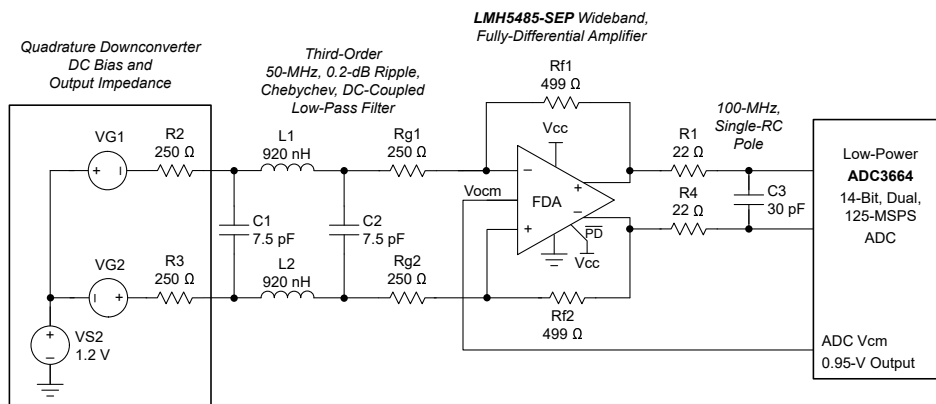 LMH5485-SEP Wideband,
Fully-Differential Amplifier
Quadrature Downconverter
DC Bias and
Output Impedance
Third-Order
50-MHz, 0.2-dB Ripple,
Chebychev, DC-Coupled
Low-Pass Filter
Rf1
499 Ω
100-MHz,
Single-RC
Pole
VG1
+
I
R2
250 Ω
L1
920 nH
Rg1
250 Ω
Vcc
R1
22 Ω
Low-Power
ADC3664
14-Bit, Dual,
125-MSPS
ADC
Vocm
−
+
FDA
+
−
PD
Vcc
C1
7.5 pF
C2
7.5 pF
C3
30 pF
R4
22 Ω
VG2
I
+
R3
250 Ω
L2
920 nH
Rg2
250 Ω
Rf2
499 Ω
+
−
VS2
1.2 V
ADC Vcm
0.95-V Output